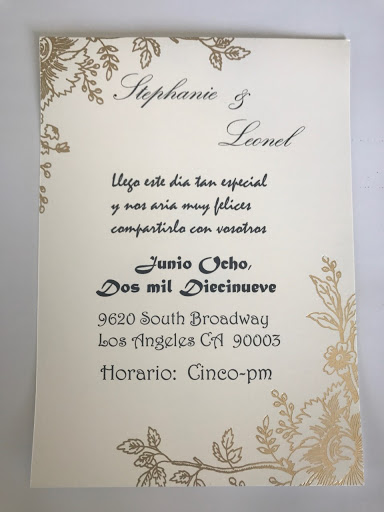 Stephanie &
Leonel
Llego este dia tan especial
y nos aria muy felices
compartirlo con vosotros
Junio Ocho,
Dos mil Diecinueve
9620 South Broadway
Los Angeles CA 90003
Horario: Cinco-pm